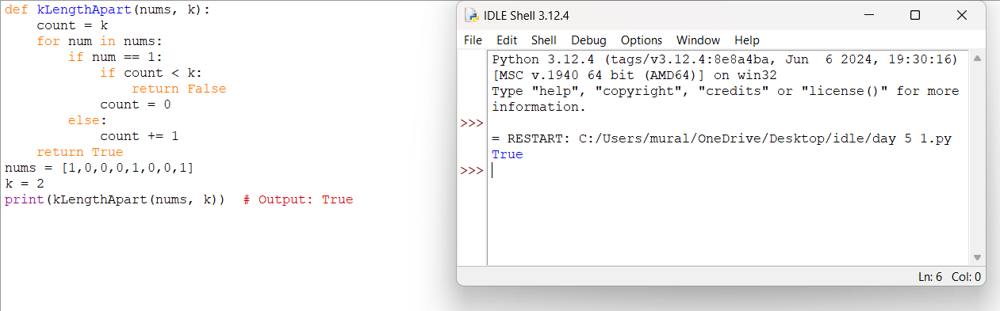 def kLengthApart(nums, k):
    count = k
    for num in nums:
        if num == 1:
            if count < k:
                return False
            count = 0
        else:
            count += 1
    return True
nums = [1,0,0,0,1,0,0,1]
k = 2
print(kLengthApart(nums, k))  # Output: True
IDLE Shell 3.12.4
File Edit Shell Debug Options Window Help
Python 3.12.4 (tags/v3.12.4:8e8a4ba, Jun  6 2024, 19:30:16)
[MSC v.1940 64 bit (AMD64)] on win32
Type "help", "copyright", "credits" or "license()" for more
information.
>>>
= RESTART: C:/Users/mural/OneDrive/Desktop/idle/day 5 1.py
True
>>>
Ln: 6 Col: 0